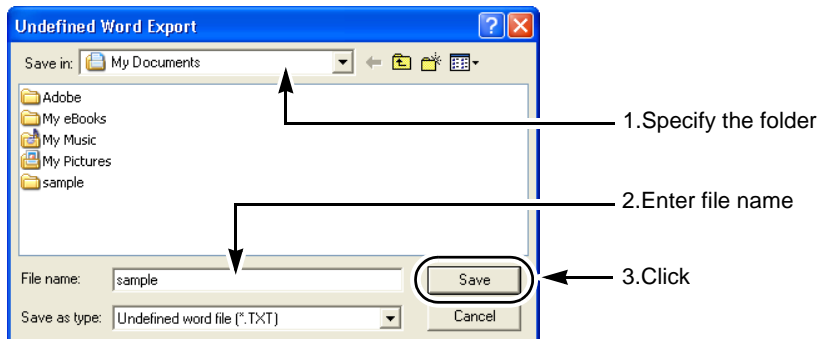 Undefined Word Export
Save in: My Documents
Adobe
My eBooks
My Music
My Pictures
sample
1.Specify the folder
2.Enter file name
File name: sample Save
3.Click
Save as type: Undefined word file (*.TXT) Cancel